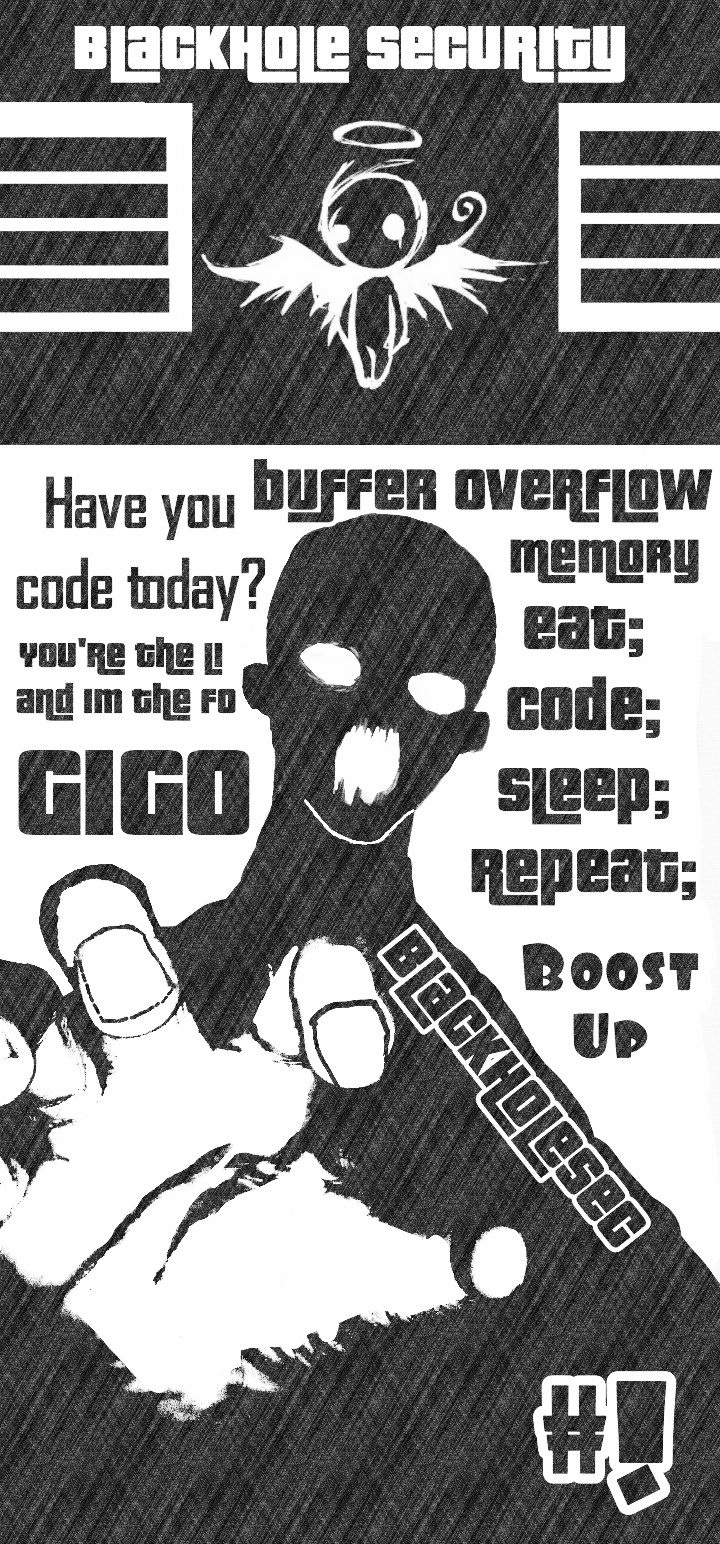 BLACKHOLE SECURITY
Have you
code today?
buffer overflow
memory
eat;
code;
sleep;
Repeat;
you're the LI
and Im the FO
GIGO
Boost
Up
BLackHoLesec
#!